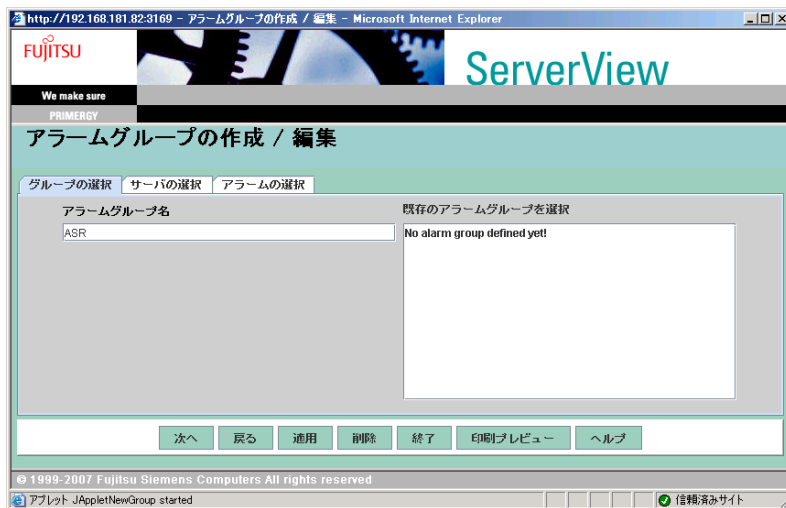 http://192.168.181.82:3169 - アラームグループの作成 / 編集 - Microsoft Internet Explorer
FUJITSU
ServerView
We make sure
PRIMERGY
アラームグループの作成 / 編集
グループの選択 サーバの選択 アラームの選択
アラームグループ名 既存のアラームグループを選択
ASR No alarm group defined yet!
次へ 戻る 適用 削除 終了 印刷プレビュー ヘルプ
© 1999-2007 Fujitsu Siemens Computers All rights reserved
アプレット JAppletNewGroup started 信頼済みサイト